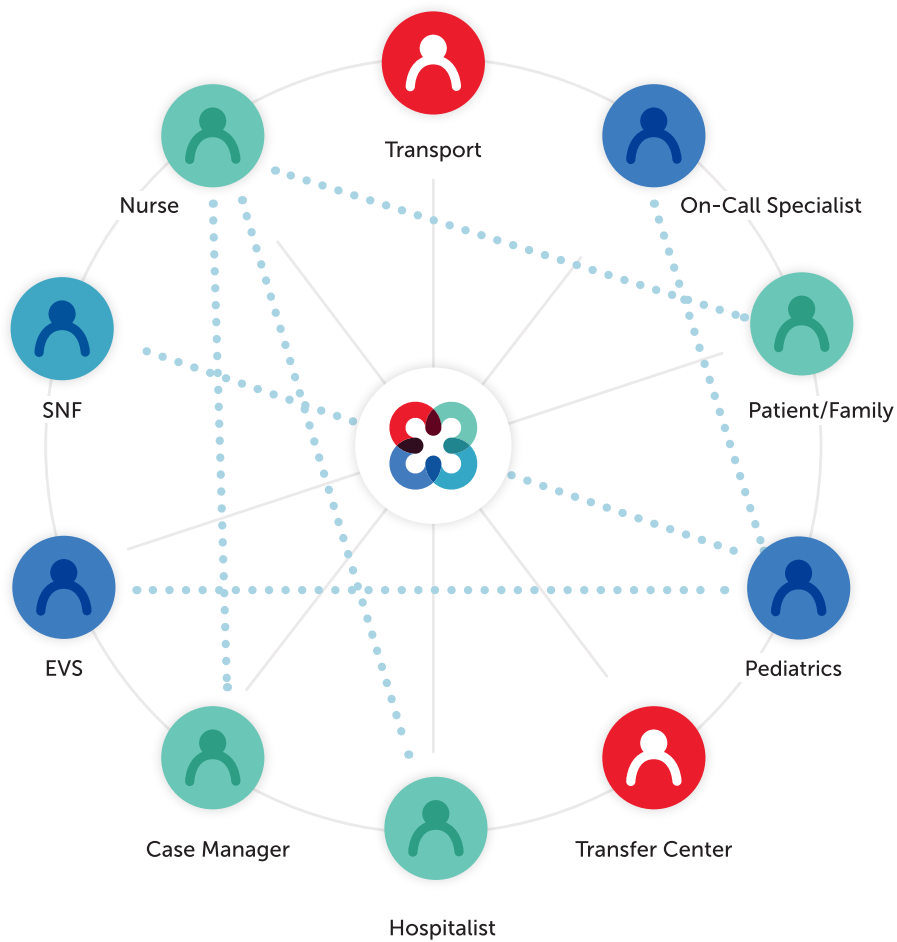 Transport
Nurse
On-Call Specialist
SNF
Patient/Family
EVS
Pediatrics
Case Manager
Transfer Center
Hospitalist